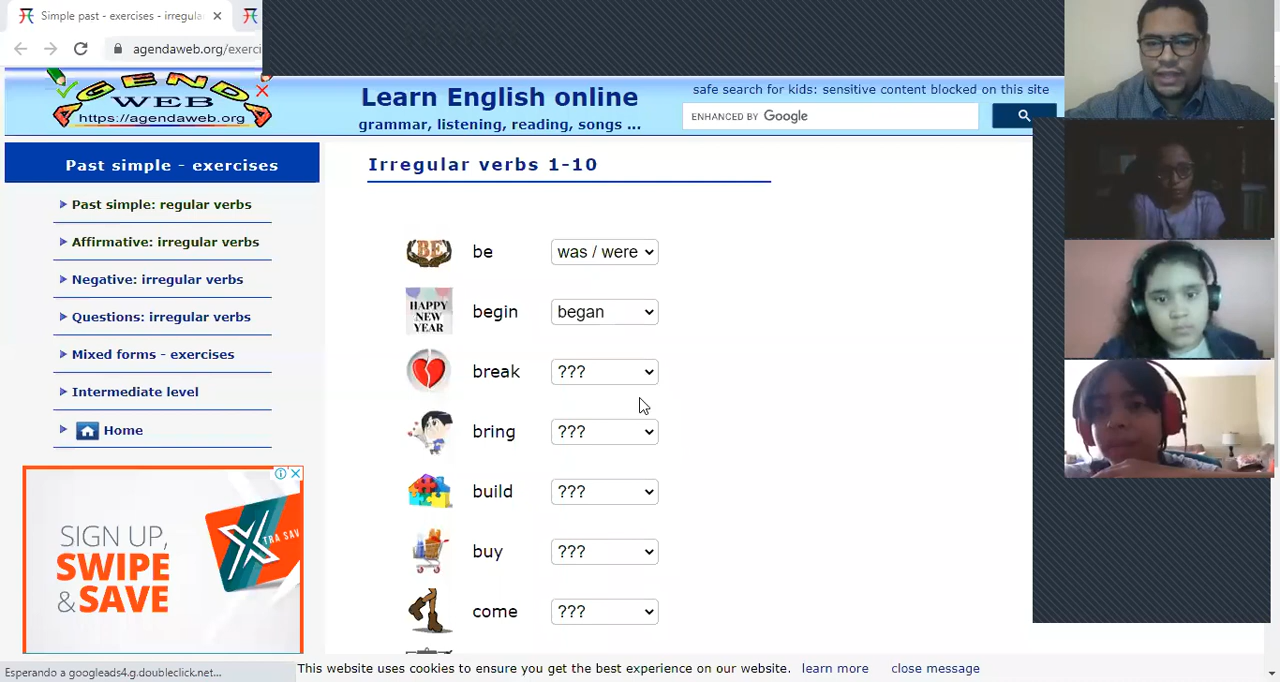 Simple past - exercises - irregula
agendaweb.org/exerci
AGENDA
WEB
https://agendaweb.org
Learn English online
grammar, listening, reading, songs ...
safe search for kids: sensitive content blocked on this site
ENHANCED BY Google
Past simple - exercises
Past simple: regular verbs
Affirmative: irregular verbs
Negative: irregular verbs
Questions: irregular verbs
Mixed forms - exercises
Intermediate level
Home
Irregular verbs 1-10
BE be was / were
HAPPY NEW YEAR begin began
break ???
bring ???
build ???
buy ???
come ???
SIGN UP,
SWIPE
& SAVE
XTRA SAV
Esperando a googleads4.g.doubleclick.net...
This website uses cookies to ensure you get the best experience on our website. learn more close message